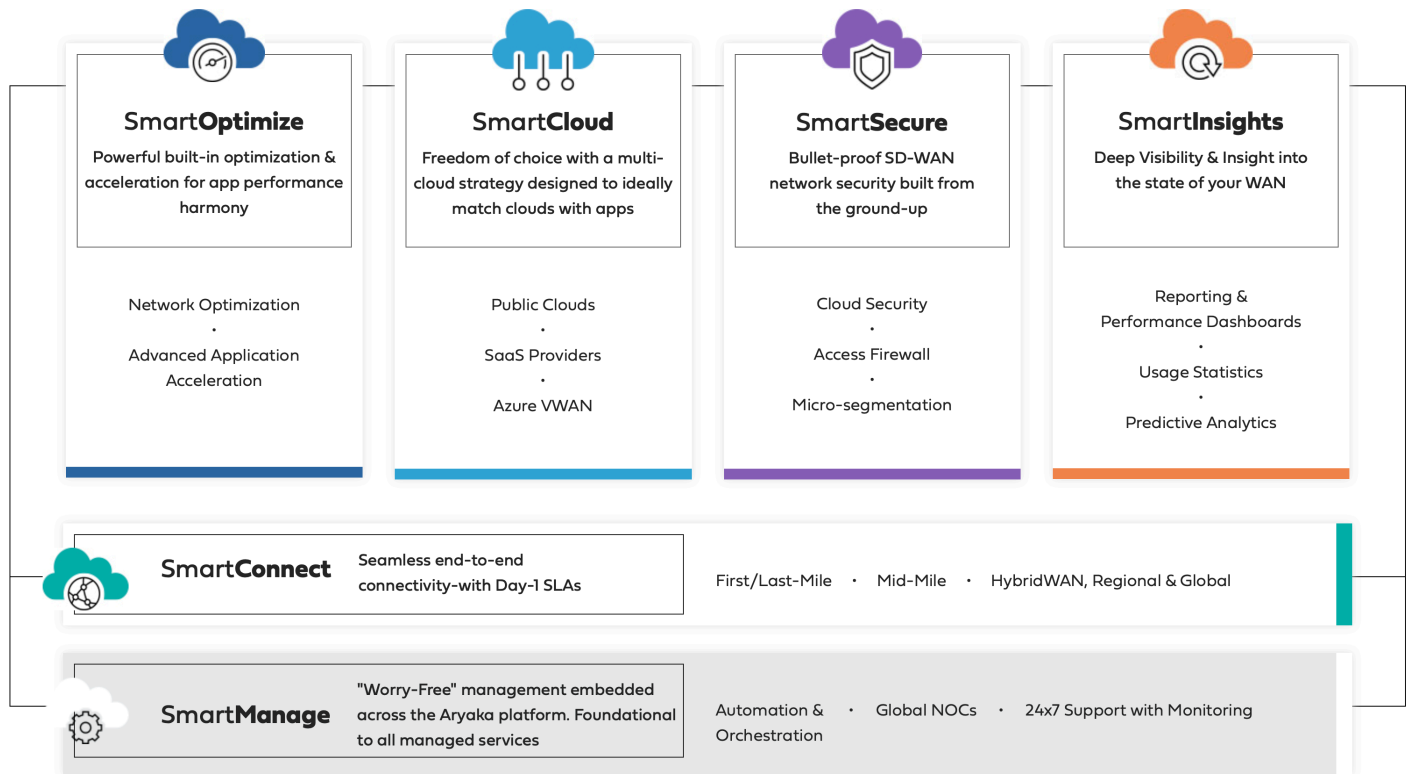 SmartOptimize
Powerful built-in optimization &
acceleration for app performance
harmony
Network Optimization
•
Advanced Application
Acceleration
SmartCloud
Freedom of choice with a multi-
cloud strategy designed to ideally
match clouds with apps
Public Clouds
•
SaaS Providers
•
Azure VWAN
SmartSecure
Bullet-proof SD-WAN
network security built from
the ground-up
Cloud Security
•
Access Firewall
•
Micro-segmentation
SmartInsights
Deep Visibility & Insight into
the state of your WAN
Reporting &
Performance Dashboards
•
Usage Statistics
•
Predictive Analytics
SmartConnect
Seamless end-to-end
connectivity-with Day-1 SLAs
First/Last-Mile • Mid-Mile • HybridWAN, Regional & Global
SmartManage
"Worry-Free" management embedded
across the Aryaka platform. Foundational
to all managed services
Automation & • Global NOCs • 24x7 Support with Monitoring
Orchestration